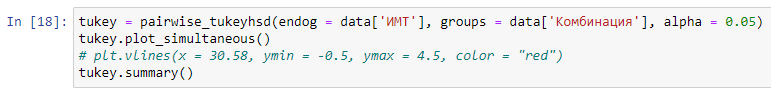 In [18]: tukey = pairwise_tukeyhsd(endog = data['ИМТ'], groups = data['Комбинация'], alpha = 0.05)
tukey.plot_simultaneous()
# plt.vlines(x = 30.58, ymin = -0.5, ymax = 4.5, color = "red")
tukey.summary()